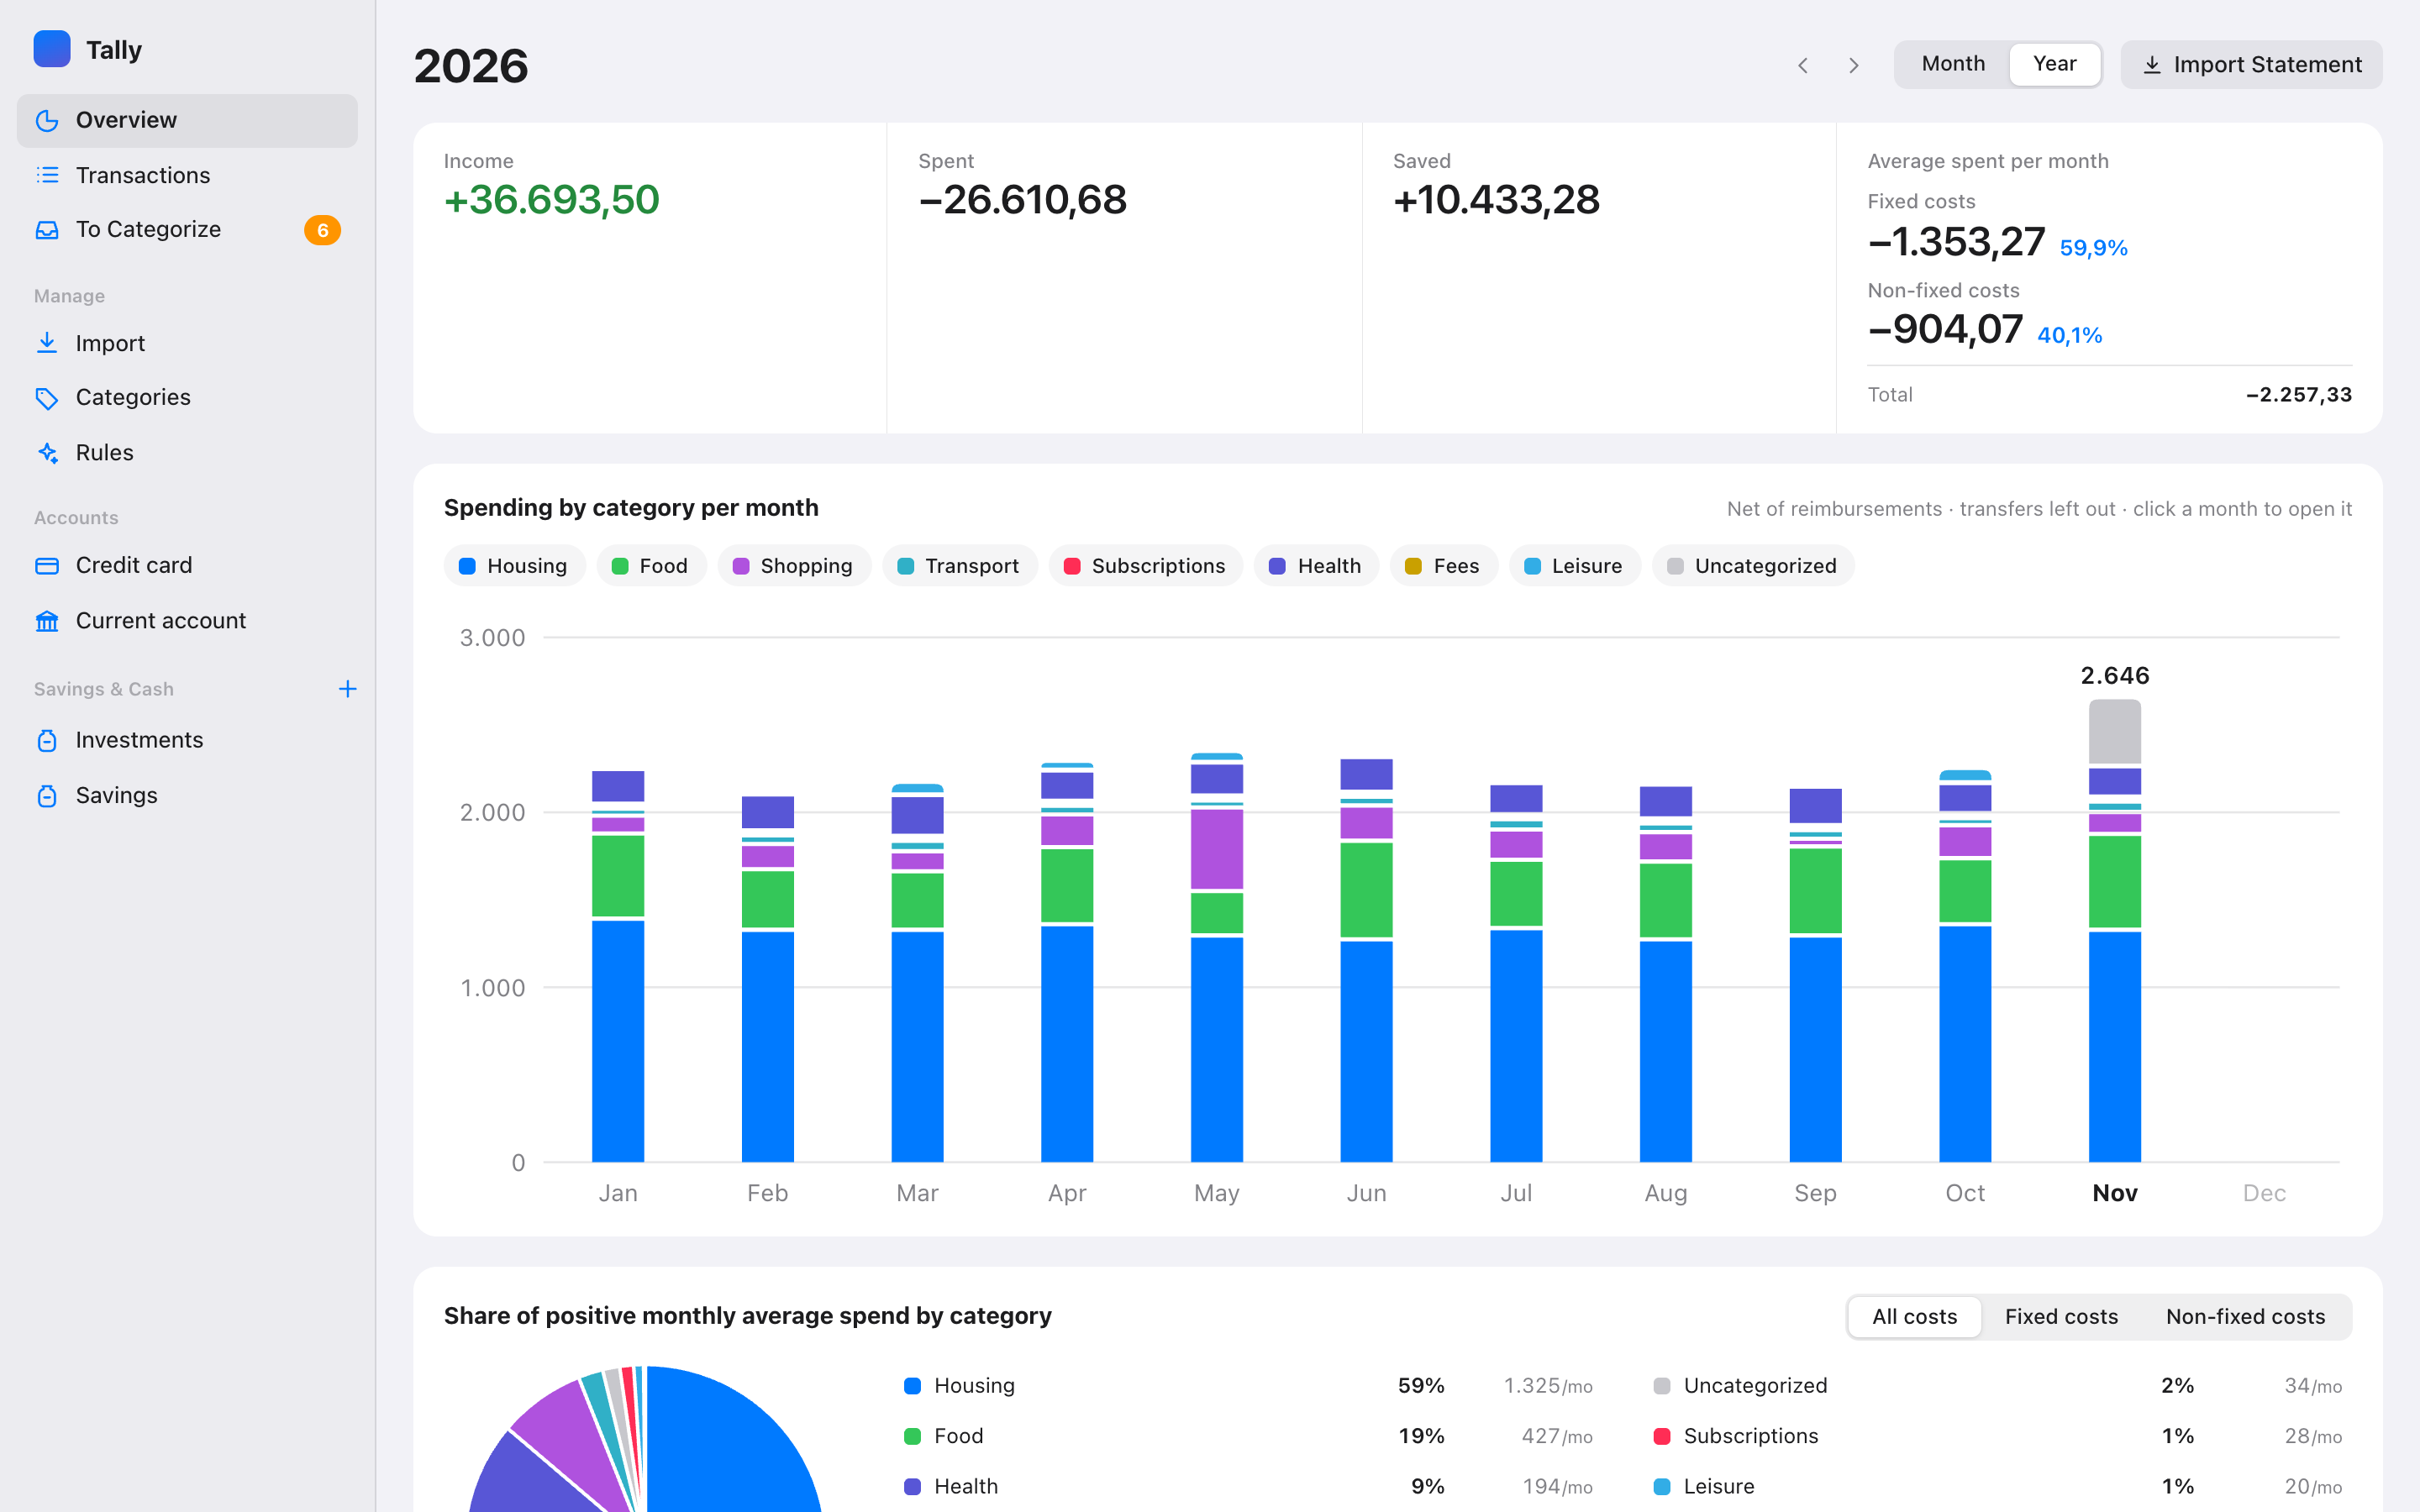 Tally
Overview
Transactions
To Categorize 6
Manage
Import
Categories
Rules
Accounts
Credit card
Current account
Savings & Cash
Investments
Savings
2026
Month Year Import Statement
Income
+36.693,50
Spent
−26.610,68
Saved
+10.433,28
Average spent per month
Fixed costs
−1.353,27 59,9%
Non-fixed costs
−904,07 40,1%
Total −2.257,33
Spending by category per month
Net of reimbursements · transfers left out · click a month to open it
Housing Food Shopping Transport Subscriptions Health Fees Leisure Uncategorized
3.000
2.646
2.000
1.000
0
Jan Feb Mar Apr May Jun Jul Aug Sep Oct Nov Dec
Share of positive monthly average spend by category
All costs Fixed costs Non-fixed costs
Housing 59% 1.325/mo
Food 19% 427/mo
Health 9% 194/mo
Uncategorized 2% 34/mo
Subscriptions 1% 28/mo
Leisure 1% 20/mo